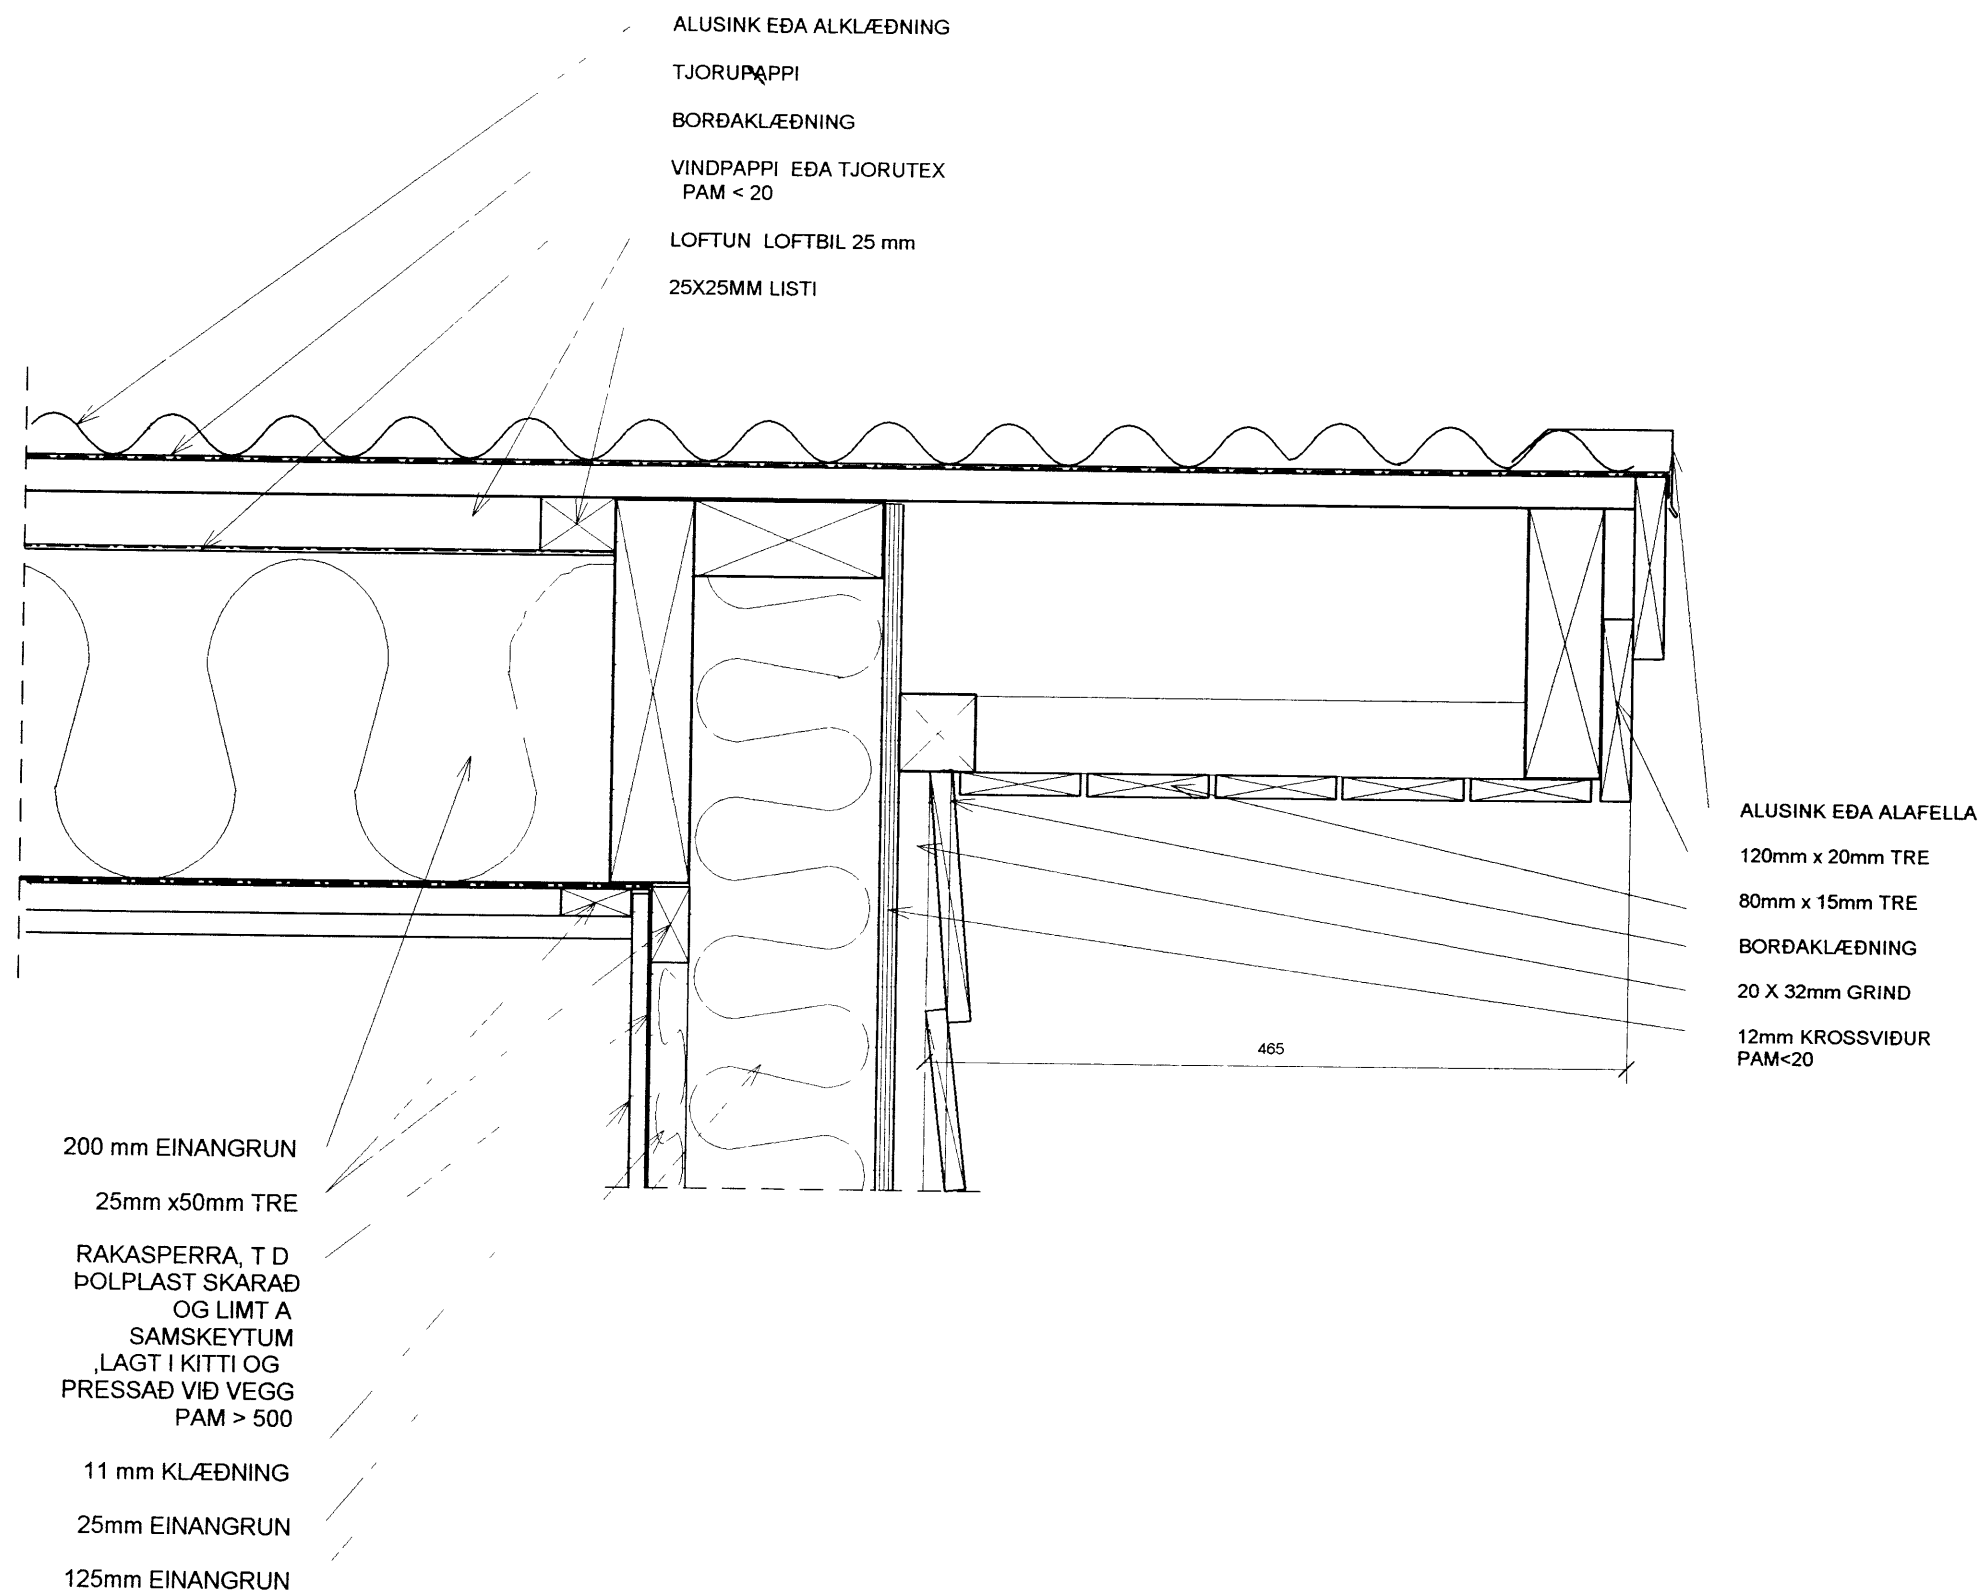 ALUSINK EÐA ALKLÆÐNING
TJORUPAPPI
BORÐAKLÆÐNING
VINDPAPPI EÐA TJORUTEX
PAM < 20
LOFTUN LOFTBIL 25 mm
25X25MM LISTI
ALUSINK EÐA ALAFELLA
120mm x 20mm TRE
80mm x 15mm TRE
BORÐAKLÆÐNING
20 X 32mm GRIND
12mm KROSSVIÐUR
PAM<20
465
200 mm EINANGRUN
25mm x50mm TRE
RAKASPERRA, T D
ÞOLPLAST SKARAÐ
OG LIMT A
SAMSKEYTUM
,LAGT I KITTI OG
PRESSAÐ VIÐ VEGG
PAM > 500
11 mm KLÆÐNING
25mm EINANGRUN
125mm EINANGRUN